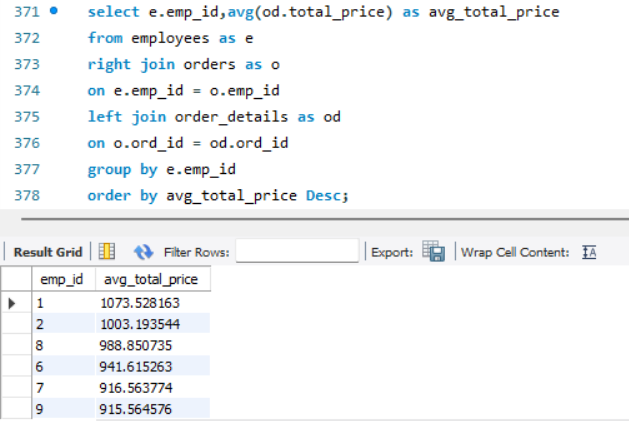 371 select e.emp_id,avg(od.total_price) as avg_total_price
372 from employees as e
373 right join orders as o
374 on e.emp_id = o.emp_id
375 left join order_details as od
376 on o.ord_id = od.ord_id
377 group by e.emp_id
378 order by avg_total_price Desc;
Result Grid Filter Rows: Export: Wrap Cell Content: IA
emp_id avg_total_price
1 1073.528163
2 1003.193544
8 988.850735
6 941.615263
7 916.563774
9 915.564576